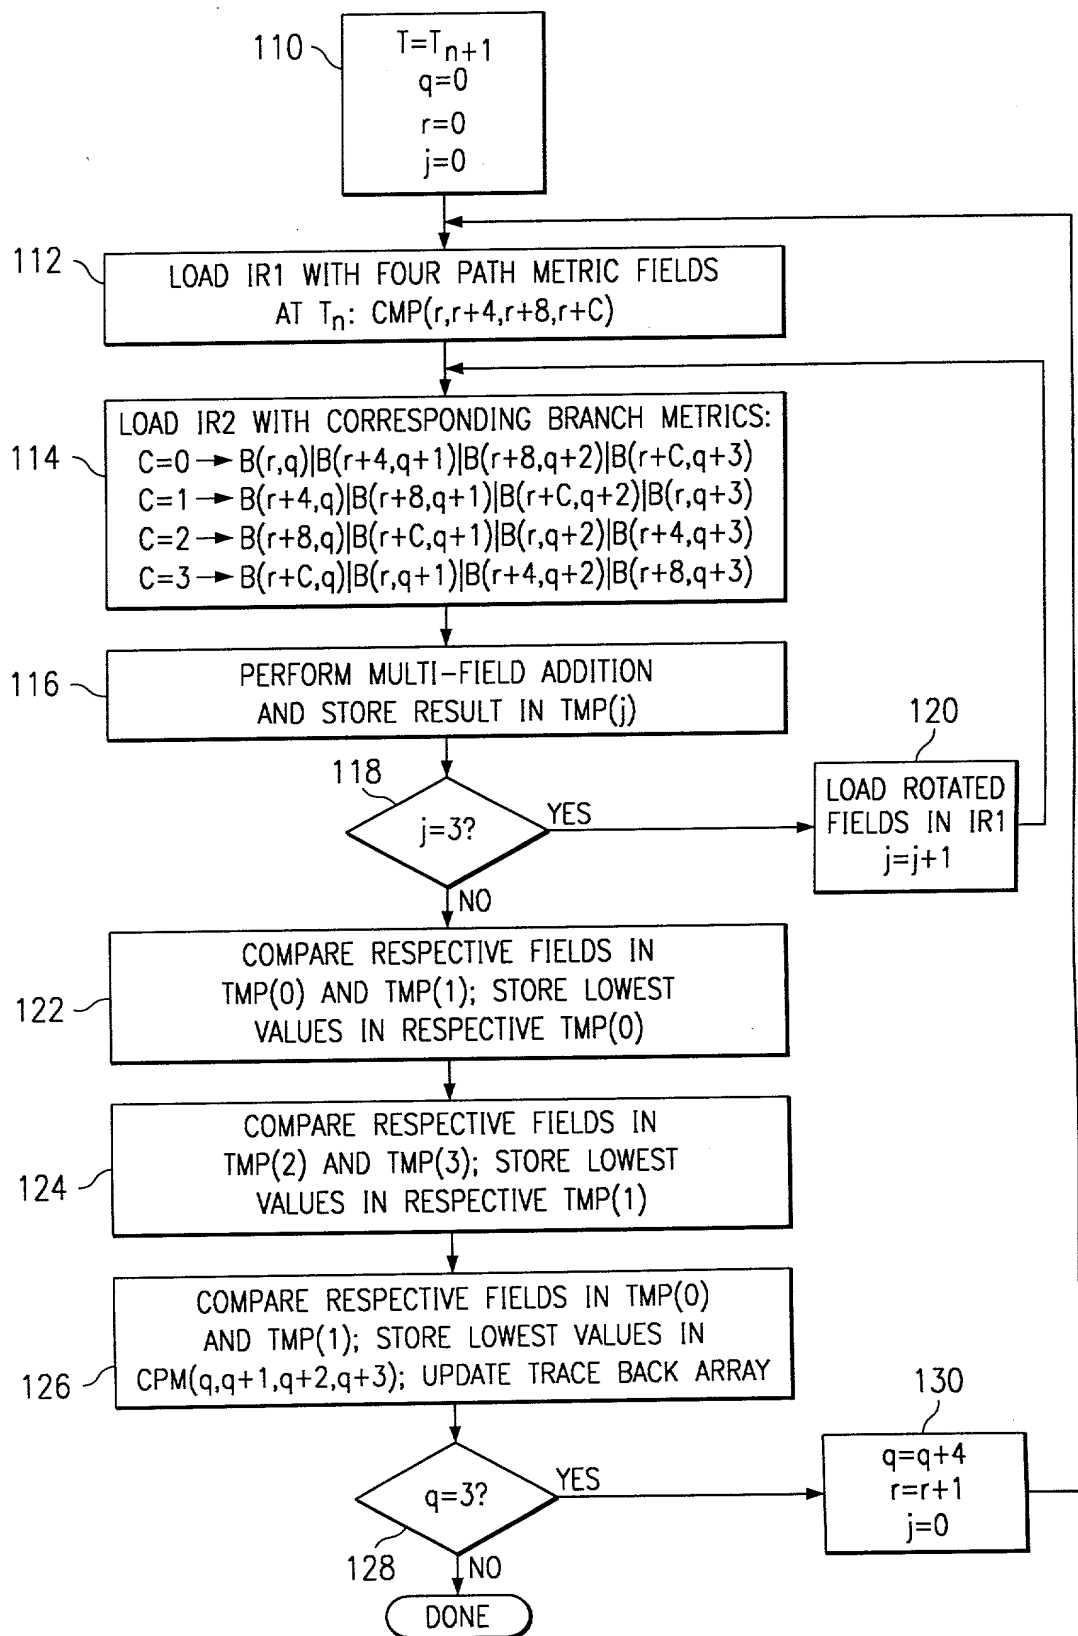 110
T=Tn+1
q=0
r=0
j=0
112
LOAD IR1 WITH FOUR PATH METRIC FIELDS
AT Tn: CMP(r,r+4,r+8,r+C)
114
LOAD IR2 WITH CORRESPONDING BRANCH METRICS:
C=0→B(r,q)|B(r+4,q+1)|B(r+8,q+2)|B(r+C,q+3)
C=1→B(r+4,q)|B(r+8,q+1)|B(r+C,q+2)|B(r,q+3)
C=2→B(r+8,q)|B(r+C,q+1)|B(r,q+2)|B(r+4,q+3)
C=3→B(r+C,q)|B(r,q+1)|B(r+4,q+2)|B(r+8,q+3)
116
PERFORM MULTI-FIELD ADDITION
AND STORE RESULT IN TMP(j)
118
j=3?
YES
NO
120
LOAD ROTATED
FIELDS IN IR1
j=j+1
122
COMPARE RESPECTIVE FIELDS IN
TMP(0) AND TMP(1); STORE LOWEST
VALUES IN RESPECTIVE TMP(0)
124
COMPARE RESPECTIVE FIELDS IN
TMP(2) AND TMP(3); STORE LOWEST
VALUES IN RESPECTIVE TMP(1)
126
COMPARE RESPECTIVE FIELDS IN TMP(0)
AND TMP(1); STORE LOWEST VALUES IN
CPM(q,q+1,q+2,q+3); UPDATE TRACE BACK ARRAY
128
q=3?
YES
NO
130
q=q+4
r=r+1
j=0
DONE